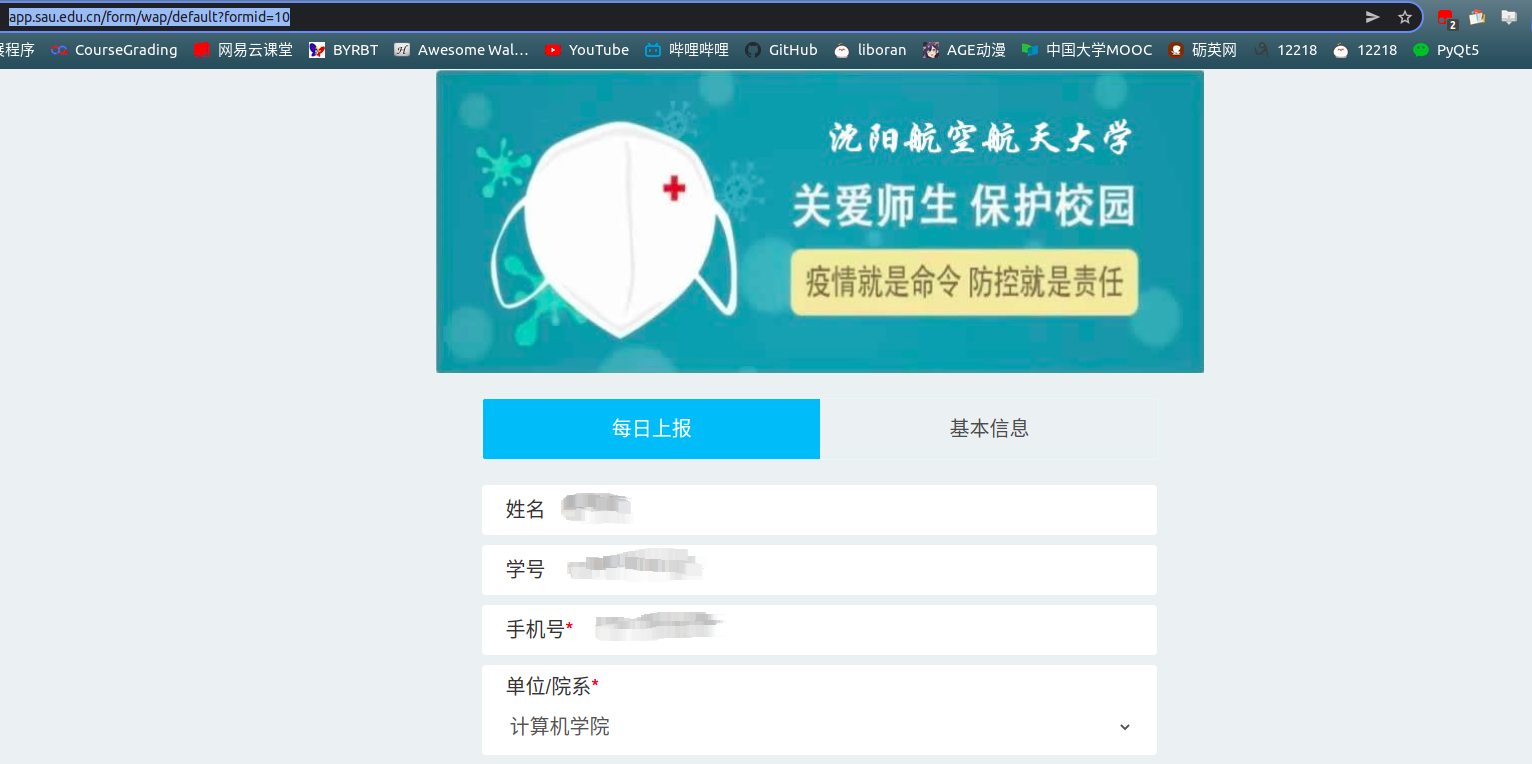 app.sau.edu.cn/form/wap/default?formid=10
2
展程序 CourseGrading 网易云课堂 BYRBT Awesome Wal... YouTube 哔哩哔哩 GitHub liboran AGE动漫 中国大学MOOC 砺英网 12218 12218 PyQt5
沈阳航空航天大学
关爱师生 保护校园
疫情就是命令 防控就是责任
每日上报 基本信息
姓名
学号
手机号*
单位/院系*
计算机学院